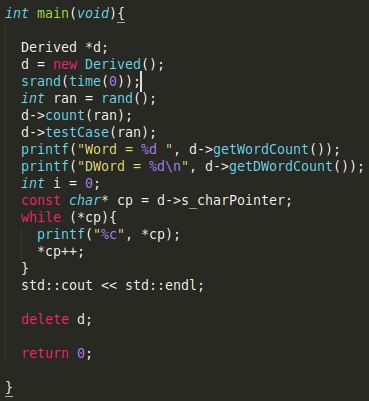 int main(void){
Derived *d;
d = new Derived();
srand(time(0));
int ran = rand();
d->count(ran);
d->testCase(ran);
printf("Word = %d ", d->getWordCount());
printf("DWord = %d\n", d->getDWordCount());
int i = 0;
const char* cp = d->s_charPointer;
while (*cp){
printf("%c", *cp);
*cp++;
}
std::cout << std::endl;
delete d;
return 0;
}